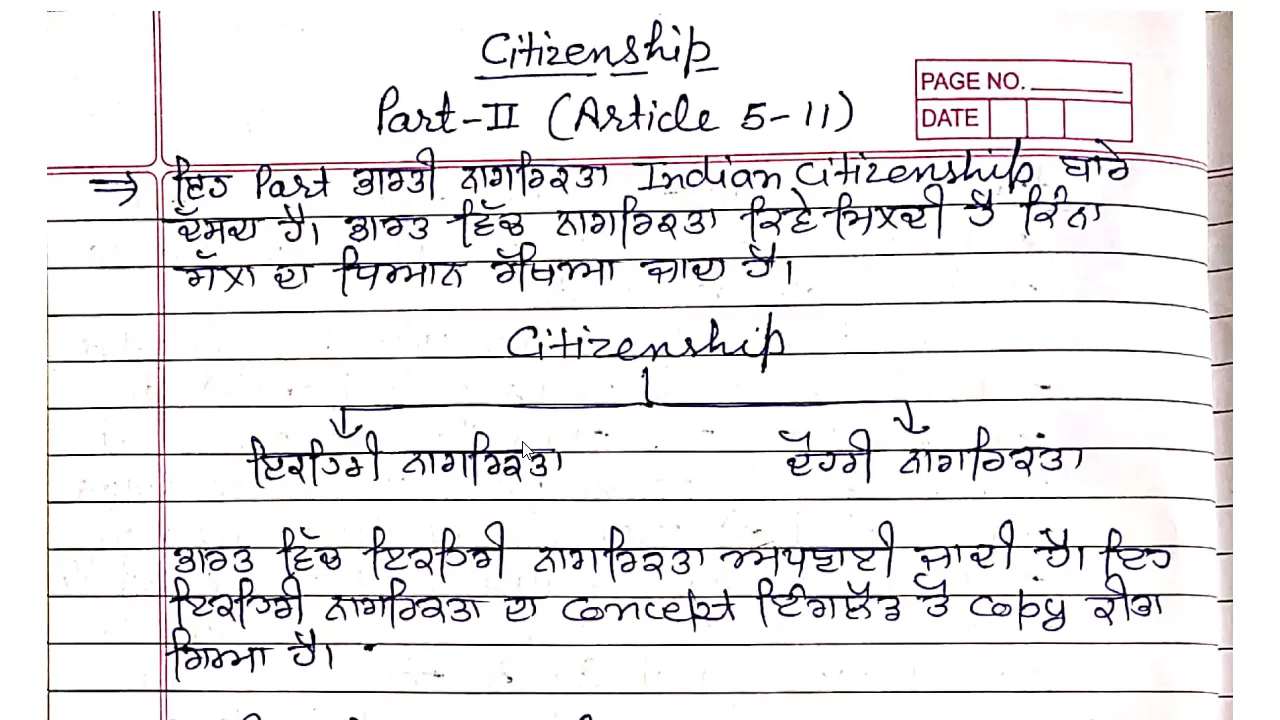 Citizenship
Part-II (Article 5-11)
PAGE NO.
DATE
⇒ ਇਹ Part ਭਾਰਤੀ ਨਾਗਰਿਕਤਾ Indian Citizenship ਬਾਰੇ
ਦੱਸਦਾ ਹੈ। ਭਾਰਤ ਵਿੱਚ ਨਾਗਰਿਕਤਾ ਕਿਵੇ ਮਿਲਦੀ ਤੇ ਕਿੰਨਾ
ਗੱਲਾ ਦਾ ਧਿਆਨ ਰੱਖਿਆ ਜਾਦਾ ਹੈ।
Citizenship
ਇਕਹਿਰੀ ਨਾਗਰਿਕਤਾ
ਦੋਹਰੀ ਨਾਗਰਿਕਤਾ
ਭਾਰਤ ਵਿੱਚ ਇਕਹਿਰੀ ਨਾਗਰਿਕਤਾ ਅਪਣਾਈ ਜਾਦੀ ਹੈ। ਇਹ
ਇਕਹਿਰੀ ਨਾਗਰਿਕਤਾ ਦਾ Concept ਇੰਗਲੈਂਡ ਤੋ Copy ਕੀਤਾ
ਗਿਆ ਹੈ।